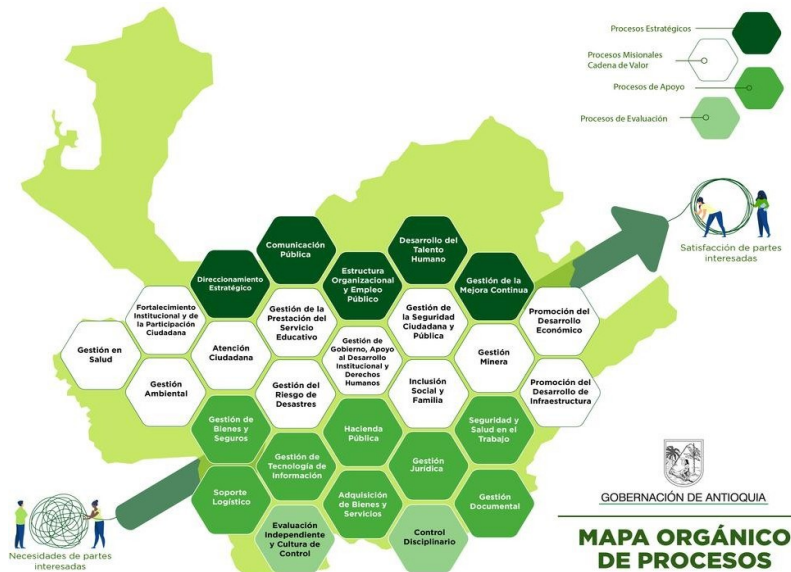 Procesos Estratégicos
Procesos Misionales
Cadena de Valor
Procesos de Apoyo
Procesos de Evaluación
Satisfacción de partes
interesadas
Comunicación
Pública
Desarrollo del
Talento
Humano
Direccionamiento
Estratégico
Estructura
Organizacional
y Empleo
Público
Gestión de la
Mejora Continua
Fortalecimiento
Institucional y de
la Participación
Ciudadana
Gestión de la
Prestación del
Servicio
Educativo
Gestión de
la Seguridad
Ciudadana y
Pública
Promoción del
Desarrollo
Económico
Gestión en
Salud
Atención
Ciudadana
Gestión de
Gobierno, Apoyo
al Desarrollo
Institucional y
Derechos
Humanos
Gestión
Minera
Gestión
Ambiental
Gestión del
Riesgo de
Desastres
Inclusión
Social y
Familia
Promoción del
Desarrollo de
Infraestructura
Gestión de
Bienes y
Seguros
Hacienda
Pública
Seguridad y
Salud en el
Trabajo
Gestión de
Tecnología de
Información
Gestión
Jurídica
Soporte
Logístico
Adquisición
de Bienes y
Servicios
Gestión
Documental
Evaluación
Independiente
y Cultura de
Control
Control
Disciplinario
Necesidades de partes
interesadas
GOBERNACIÓN DE ANTIOQUIA
MAPA ORGÁNICO
DE PROCESOS